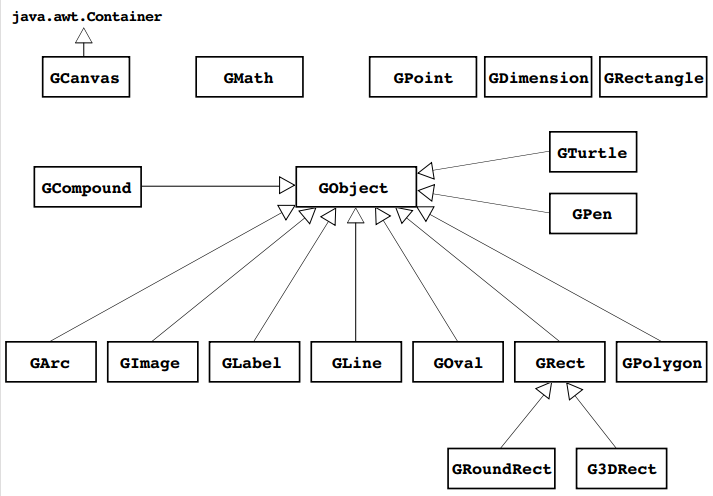 java.awt.Container
GCanvas
GMath
GPoint
GDimension
GRectangle
GTurtle
GCompound
GObject
GPen
GArc
GImage
GLabel
GLine
GOval
GRect
GPolygon
GRoundRect
G3DRect